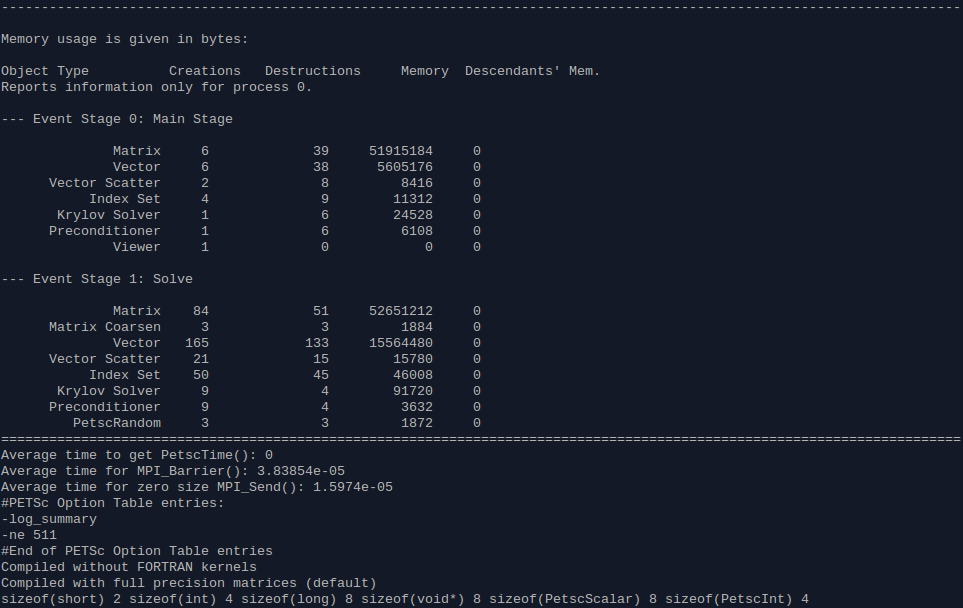 ------------------------------------------------------------------------------------------------------------------------
Memory usage is given in bytes:
Object Type          Creations   Destructions     Memory  Descendants' Mem.
Reports information only for process 0.
--- Event Stage 0: Main Stage
              Matrix     6             39     51915184     0
              Vector     6             38      5605176     0
      Vector Scatter     2              8         8416     0
           Index Set     4              9        11312     0
       Krylov Solver     1              6        24528     0
      Preconditioner     1              6         6108     0
              Viewer     1              0            0     0
--- Event Stage 1: Solve
              Matrix    84             51     52651212     0
      Matrix Coarsen     3              3         1884     0
              Vector   165            133     15564480     0
      Vector Scatter    21             15        15780     0
           Index Set    50             45        46008     0
       Krylov Solver     9              4        91720     0
      Preconditioner     9              4         3632     0
         PetscRandom     3              3         1872     0
========================================================================================================================
Average time to get PetscTime(): 0
Average time for MPI_Barrier(): 3.83854e-05
Average time for zero size MPI_Send(): 1.5974e-05
#PETSc Option Table entries:
-log_summary
-ne 511
#End of PETSc Option Table entries
Compiled without FORTRAN kernels
Compiled with full precision matrices (default)
sizeof(short) 2 sizeof(int) 4 sizeof(long) 8 sizeof(void*) 8 sizeof(PetscScalar) 8 sizeof(PetscInt) 4